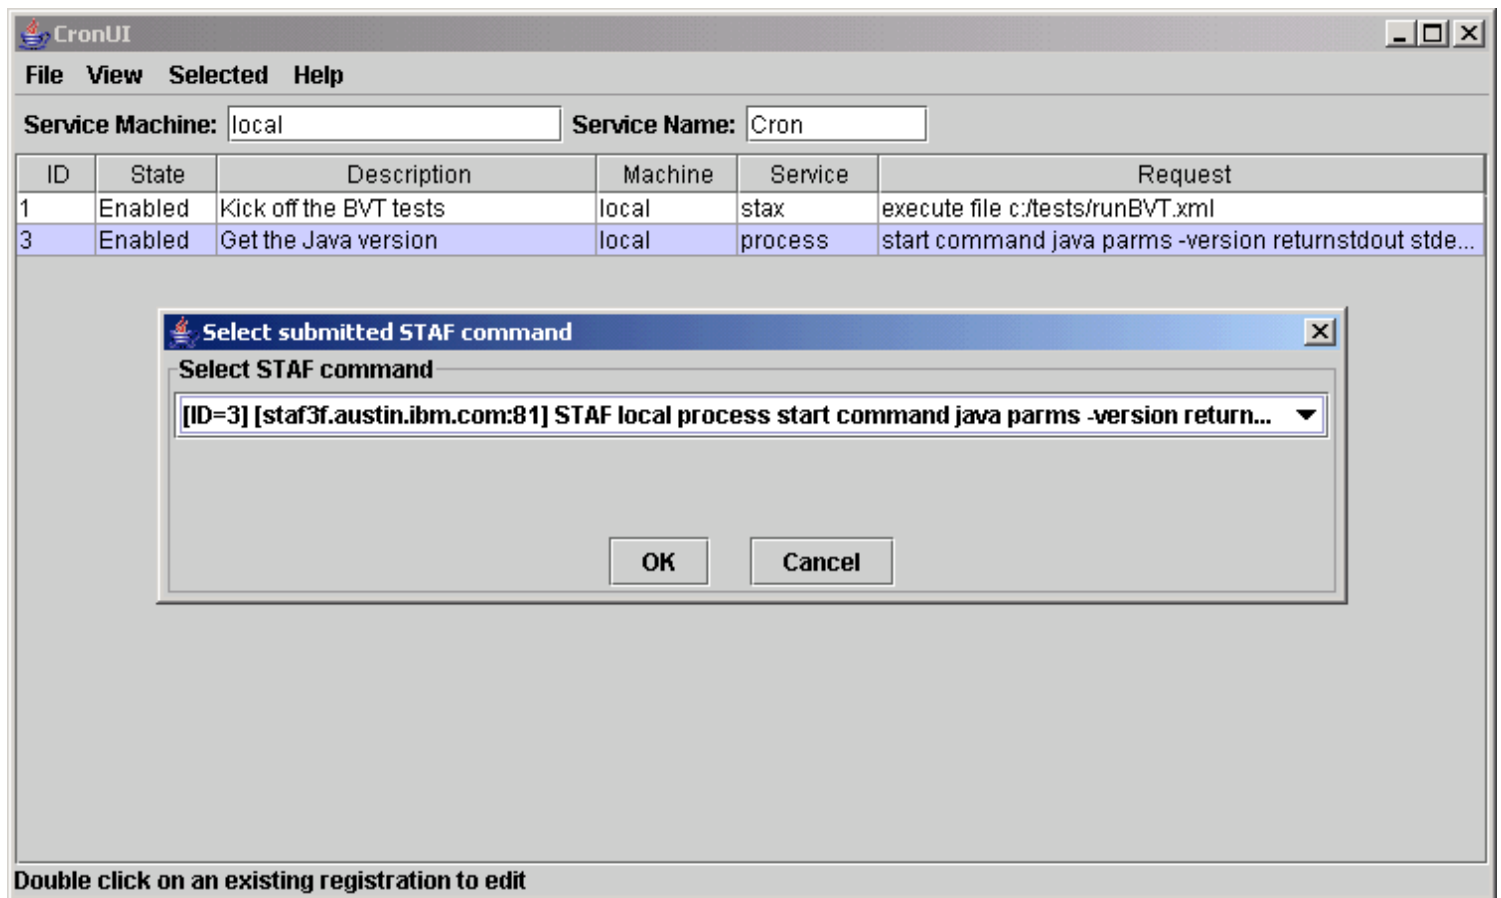 CronUI
File View Selected Help
Service Machine: local Service Name: Cron
ID State Description Machine Service Request
1 Enabled Kick off the BVT tests local stax execute file c:/tests/runBVT.xml
3 Enabled Get the Java version local process start command java parms -version returnstdout stde...
Select submitted STAF command
Select STAF command
[ID=3] [staf3f.austin.ibm.com:81] STAF local process start command java parms -version return...
OK Cancel
Double click on an existing registration to edit